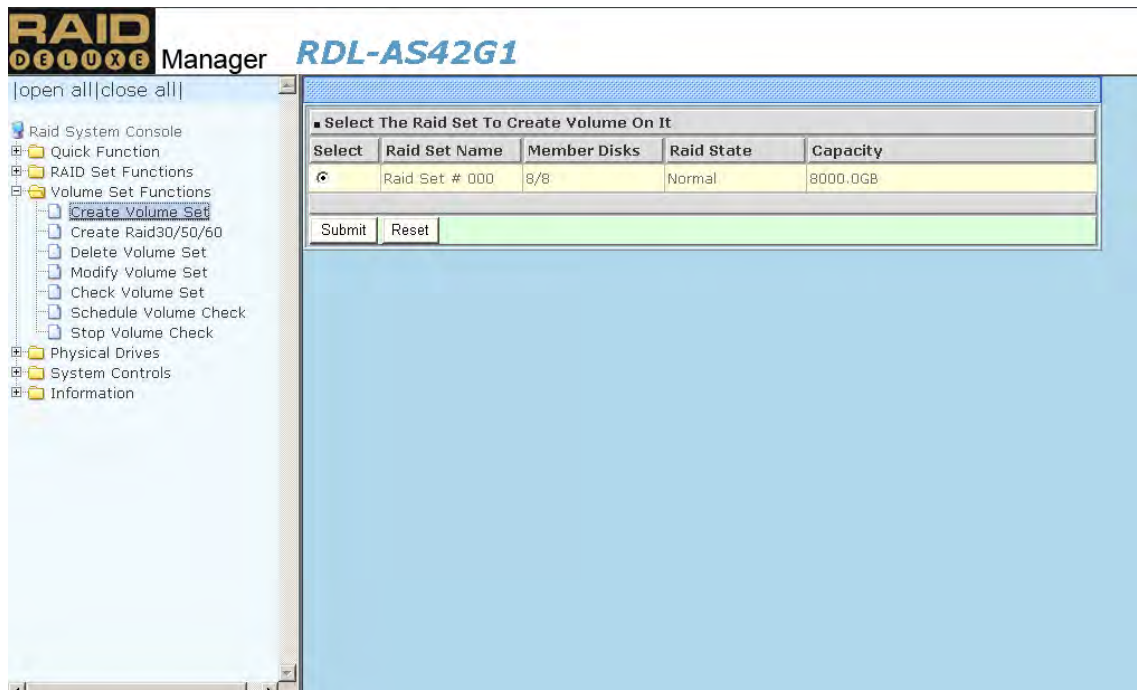 RAID
DELUXE Manager RDL-AS42G1
|open all|close all|
Raid System Console
Quick Function
RAID Set Functions
Volume Set Functions
Create Volume Set
Create Raid30/50/60
Delete Volume Set
Modify Volume Set
Check Volume Set
Schedule Volume Check
Stop Volume Check
Physical Drives
System Controls
Information
Select The Raid Set To Create Volume On It
Select Raid Set Name Member Disks Raid State Capacity
Raid Set # 000 8/8 Normal 8000.0GB
Submit Reset